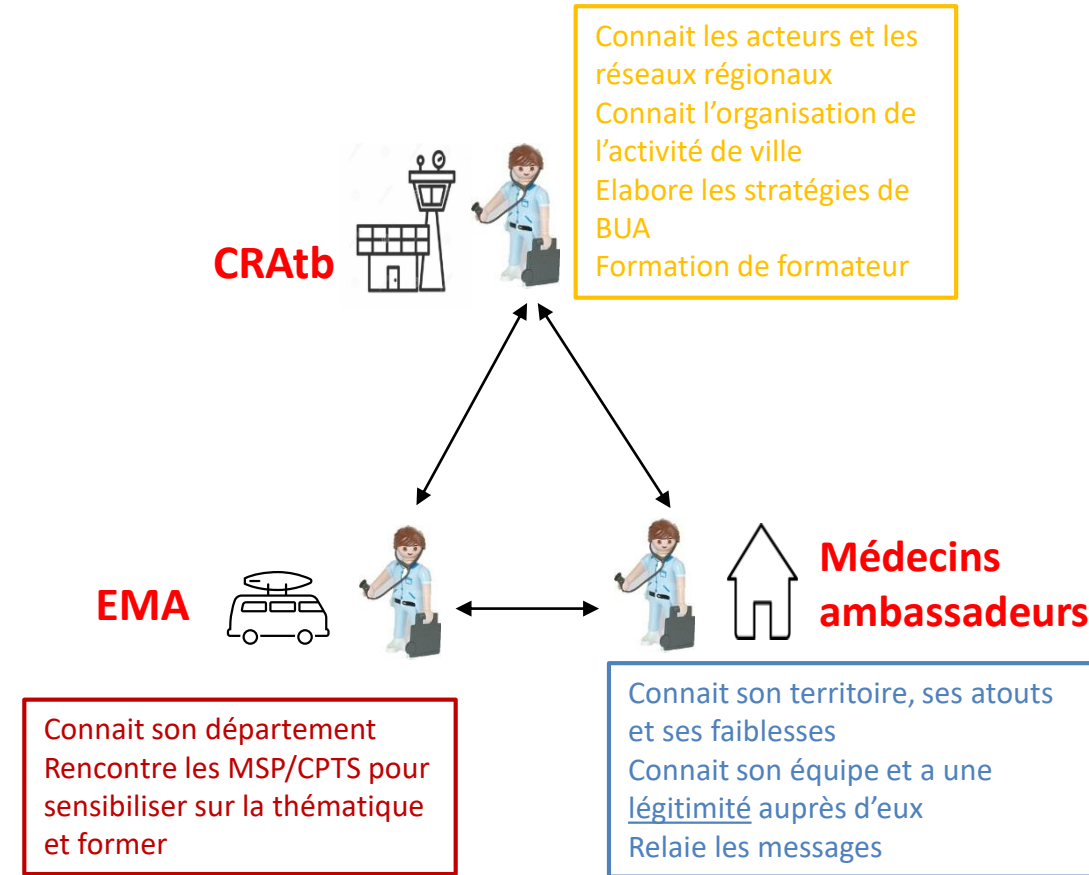 Connait les acteurs et les
réseaux régionaux
Connait l’organisation de
l’activité de ville
Elabore les stratégies de
BUA
Formation de formateur
CRAtb
EMA
Médecins
ambassadeurs
Connait son département
Rencontre les MSP/CPTS pour
sensibiliser sur la thématique
et former
Connait son territoire, ses atouts
et ses faiblesses
Connait son équipe et a une
légitimité auprès d’eux
Relaie les messages